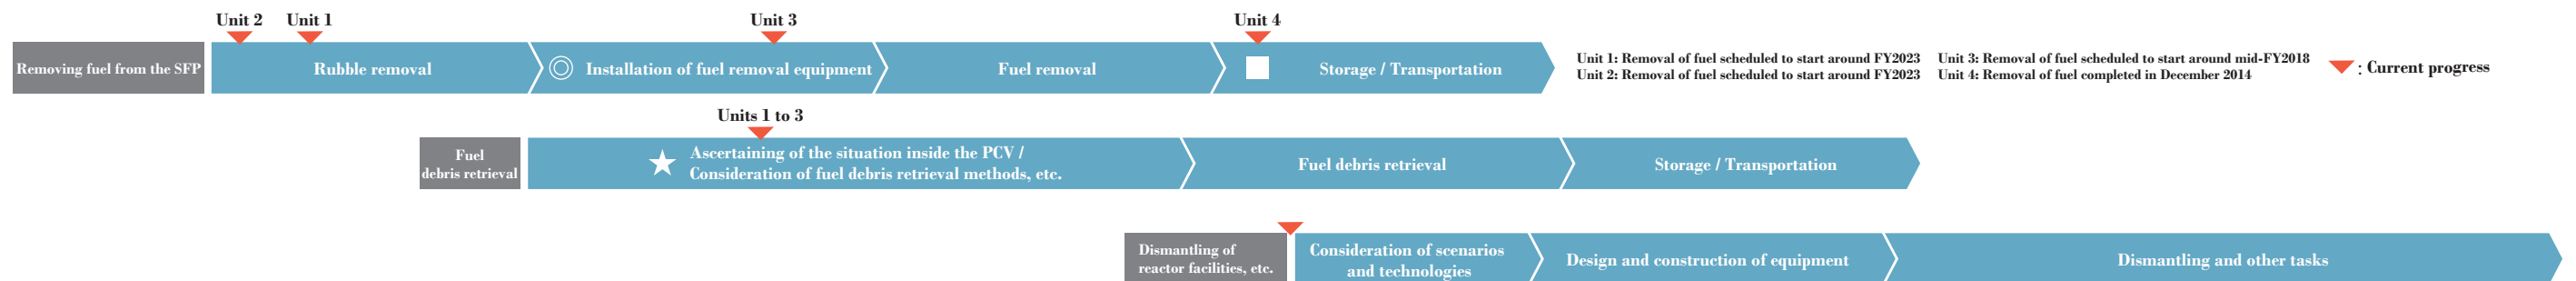 Unit 2 Unit 1 Unit 3 Unit 4
Removing fuel from the SFP Rubble removal Installation of fuel removal equipment Fuel removal Storage / Transportation
Unit 1: Removal of fuel scheduled to start around FY2023 Unit 3: Removal of fuel scheduled to start around mid-FY2018
Unit 2: Removal of fuel scheduled to start around FY2023 Unit 4: Removal of fuel completed in December 2014
: Current progress
Units 1 to 3
Fuel
debris retrieval
Ascertaining of the situation inside the PCV /
Consideration of fuel debris retrieval methods, etc.
Fuel debris retrieval
Storage / Transportation
Dismantling of
reactor facilities, etc.
Consideration of scenarios
and technologies
Design and construction of equipment
Dismantling and other tasks